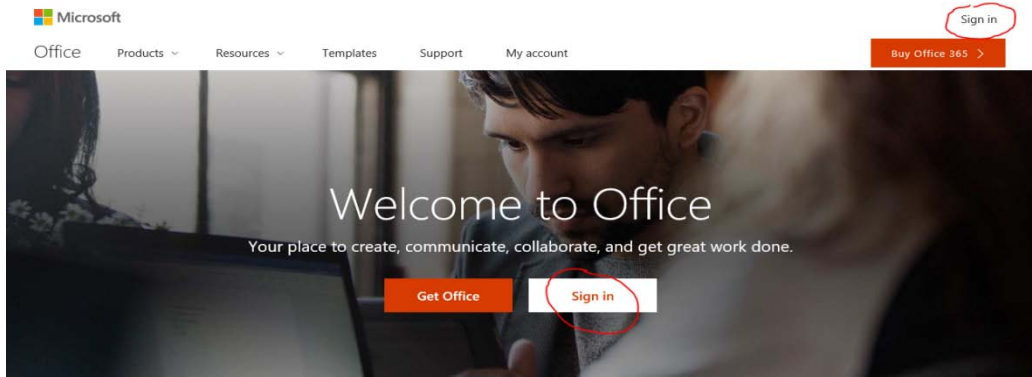 Microsoft
Sign in
Office Products Resources Templates Support My account
Buy Office 365 >
Welcome to Office
Your place to create, communicate, collaborate, and get great work done.
Get Office Sign in